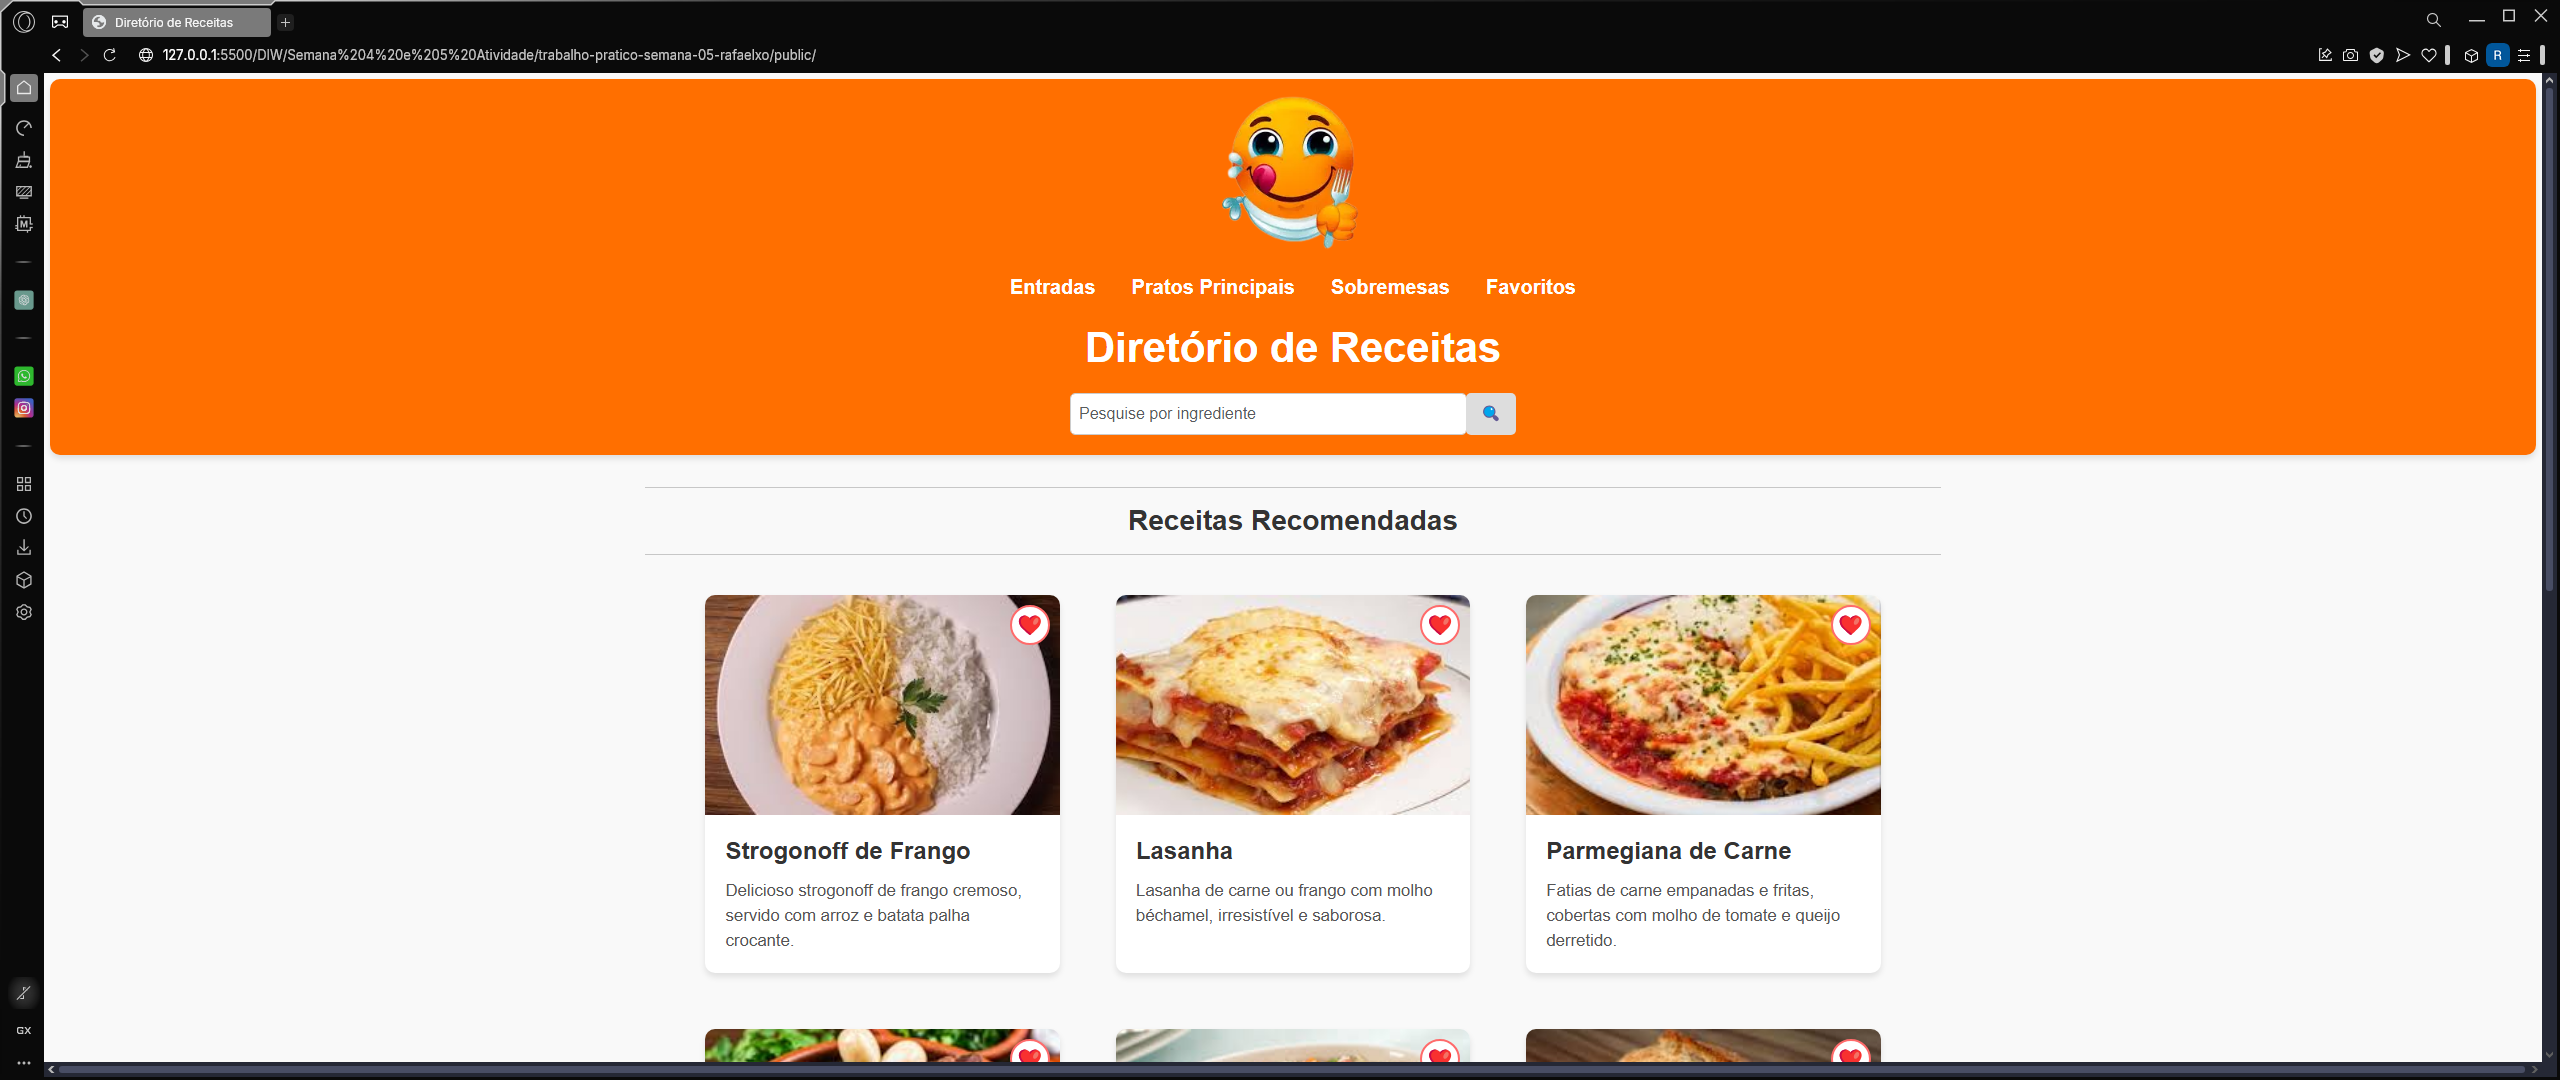 Diretório de Receitas
127.0.0.1:5500/DIW/Semana%204%20e%205%20Atividade/trabalho-pratico-semana-05-rafaelxo/public/
R
M
Entradas Pratos Principais Sobremesas Favoritos
Diretório de Receitas
Pesquise por ingrediente
Receitas Recomendadas
Strogonoff de Frango
Delicioso strogonoff de frango cremoso,
servido com arroz e batata palha
crocante.
Lasanha
Lasanha de carne ou frango com molho
béchamel, irresistível e saborosa.
Parmegiana de Carne
Fatias de carne empanadas e fritas,
cobertas com molho de tomate e queijo
derretido.
GX